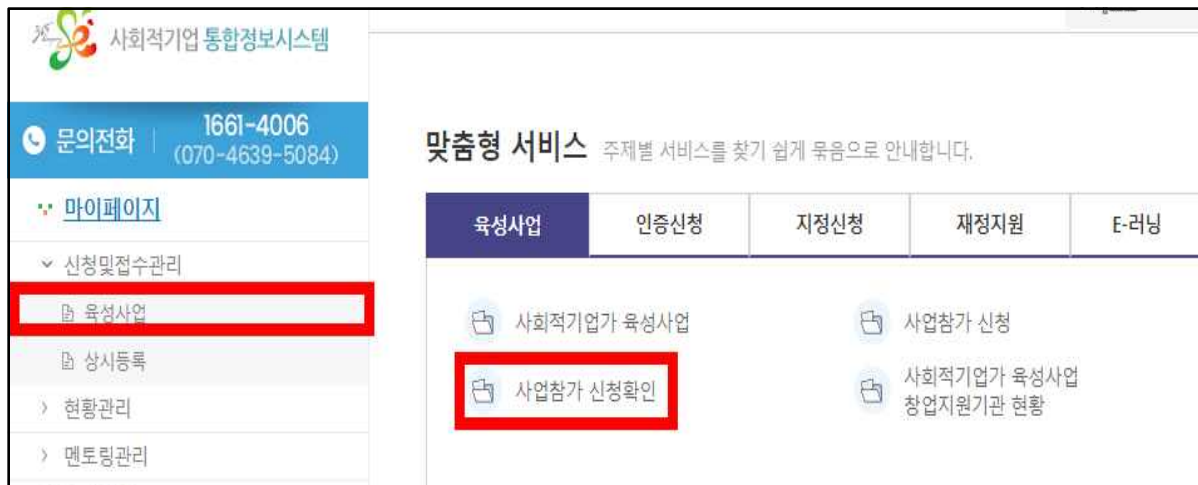 사회적기업 통합정보시스템
문의전화 1661-4006
(070-4639-5084)
마이페이지
신청및접수관리
육성사업
상시등록
현황관리
멘토링관리
맞춤형 서비스 주제별 서비스를 찾기 쉽게 묶음으로 안내합니다.
육성사업 인증신청 지정신청 재정지원 E-러닝
사회적기업가 육성사업 사업참가 신청
사업참가 신청확인 사회적기업가 육성사업
창업지원기관 현황